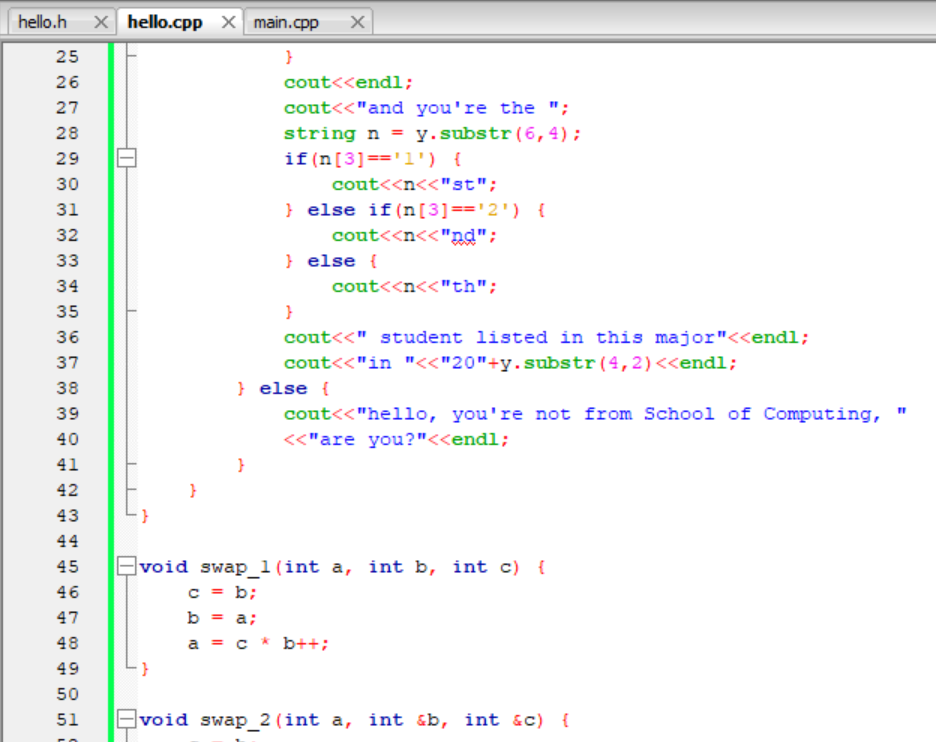 hello.h hello.cpp main.cpp
25 }
26 cout<<endl;
27 cout<<"and you're the ";
28 string n = y.substr(6,4);
29 if(n[3]=='1') {
30 cout<<n<<"st";
31 } else if(n[3]=='2') {
32 cout<<n<<"nd";
33 } else {
34 cout<<n<<"th";
35 }
36 cout<<" student listed in this major"<<endl;
37 cout<<"in "<<"20"+y.substr(4,2)<<endl;
38 } else {
39 cout<<"hello, you're not from School of Computing, "
40 <<"are you?"<<endl;
41 }
42 }
43 }
44
45 void swap_1(int a, int b, int c) {
46 c = b;
47 b = a;
48 a = c * b++;
49 }
50
51 void swap_2(int a, int &b, int &c) {